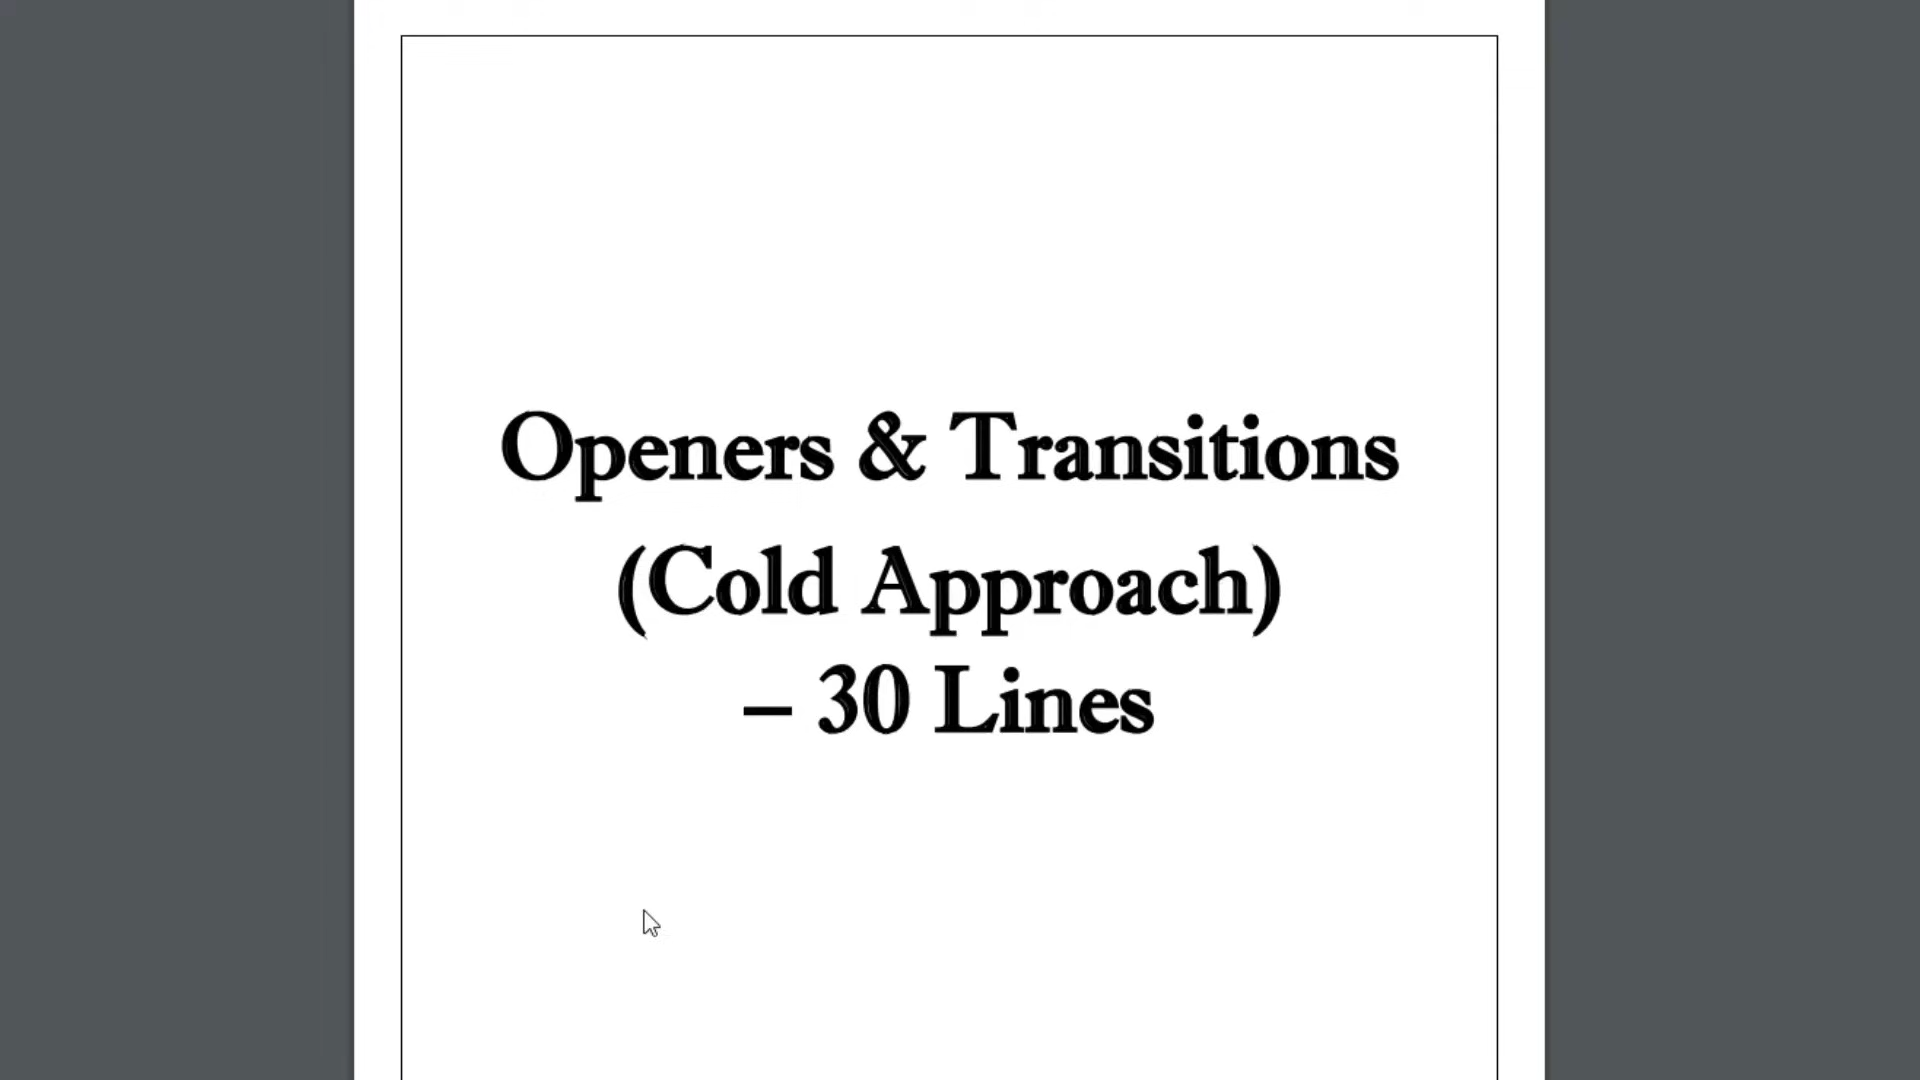 Openers & Transitions
(Cold Approach)
– 30 Lines